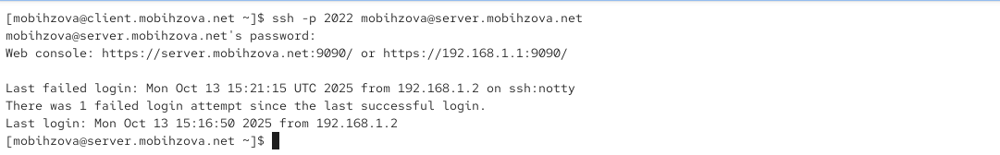 [mobihzova@client.mobihzova.net ~]$ ssh -p 2022 mobihzova@server.mobihzova.net
mobihzova@server.mobihzova.net's password:
Web console: https://server.mobihzova.net:9090/ or https://192.168.1.1:9090/

Last failed login: Mon Oct 13 15:21:15 UTC 2025 from 192.168.1.2 on ssh:notty
There was 1 failed login attempt since the last successful login.
Last login: Mon Oct 13 15:16:50 2025 from 192.168.1.2
[mobihzova@server.mobihzova.net ~]$